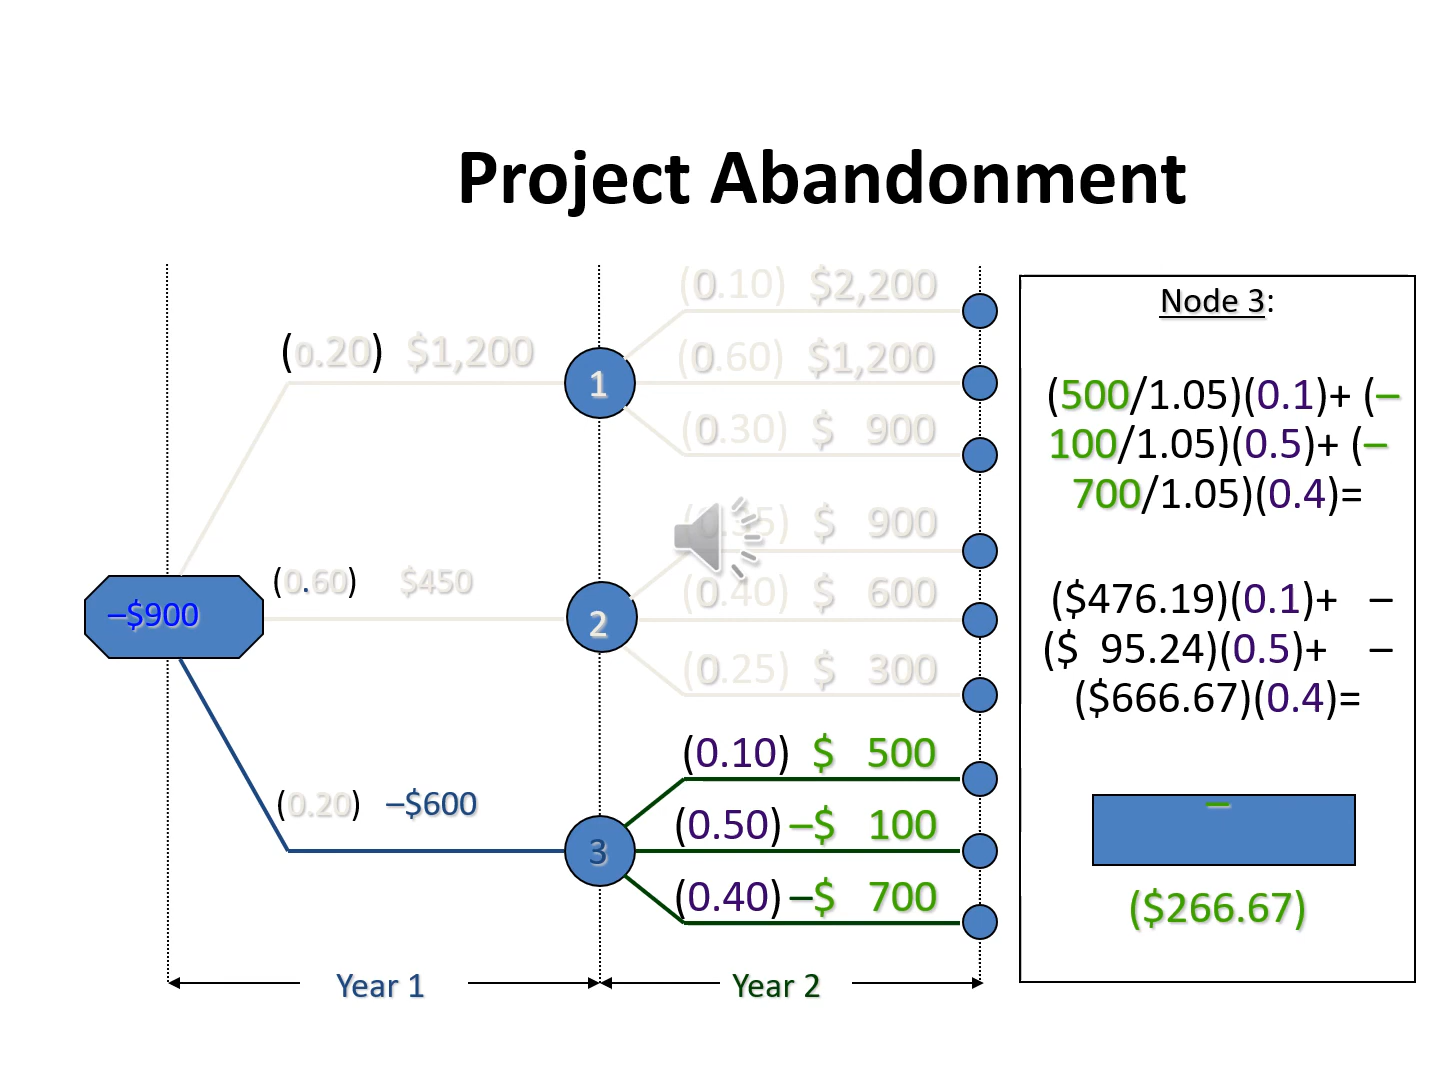 Project Abandonment
(0.10) $2,200
(0.20) $1,200
(0.60) $1,200
1
(0.30) $ 900
$ 900
(0.60) $450
(0.40) $ 600
–$900
2
(0.25) $ 300
(0.10) $ 500
(0.20) –$600
(0.50) –$ 100
3
(0.40) –$ 700
Year 1
Year 2
Node 3:
(500/1.05)(0.1)+ (–
100/1.05)(0.5)+ (–
700/1.05)(0.4)=
($476.19)(0.1)+ –
($ 95.24)(0.5)+ –
($666.67)(0.4)=
–
($266.67)